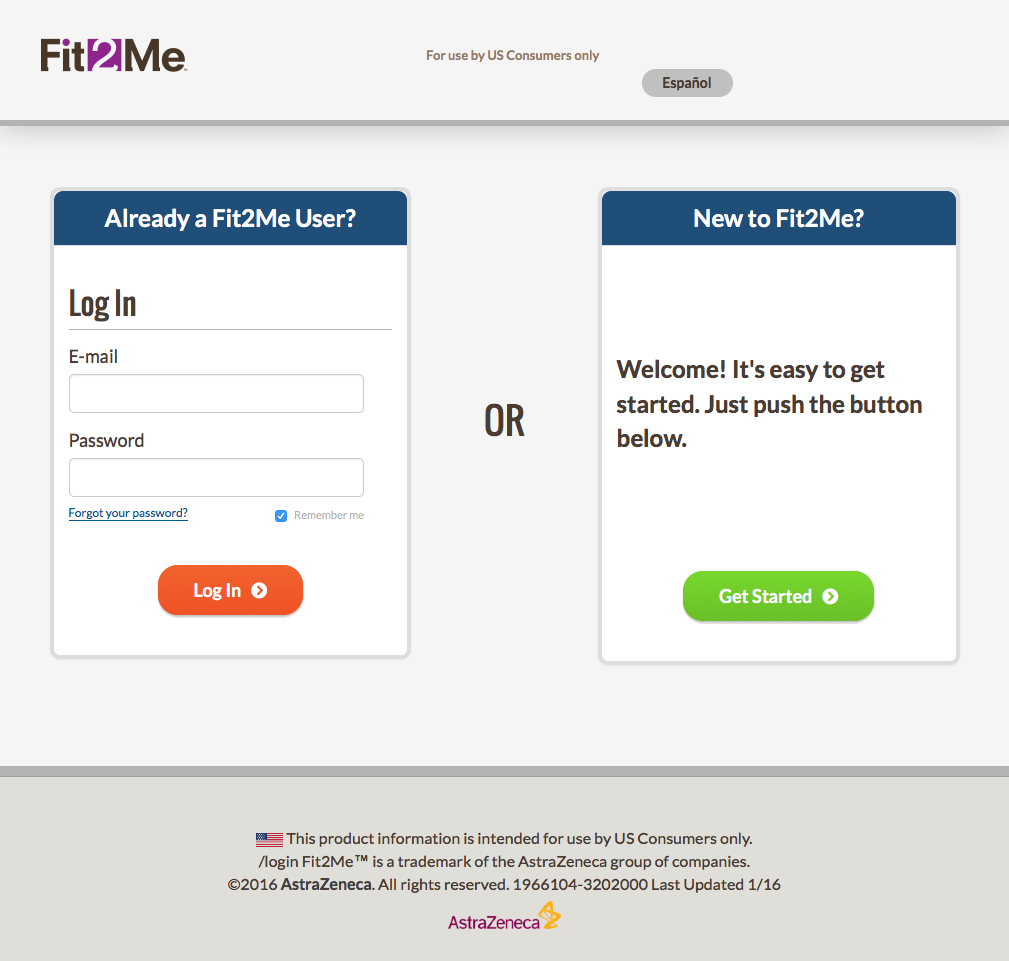 Fit2Me™
For use by US Consumers only
Español
Already a Fit2Me User?
Log In
E-mail
Password
Forgot your password?
Remember me
Log In
OR
New to Fit2Me?
Welcome! It's easy to get
started. Just push the button
below.
Get Started
This product information is intended for use by US Consumers only.
/login Fit2Me™ is a trademark of the AstraZeneca group of companies.
©2016 AstraZeneca. All rights reserved. 1966104-3202000 Last Updated 1/16
AstraZeneca